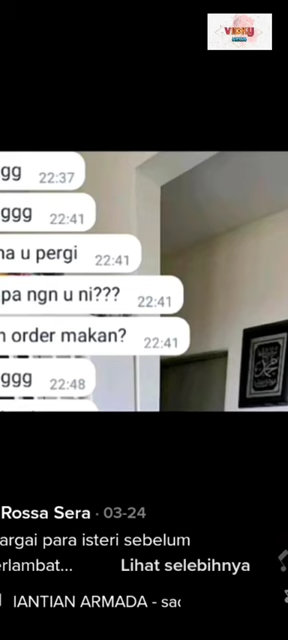 gg 22:37
ggg 22:41
na u pergi 22:41
pa ngn u ni??? 22:41
n order makan? 22:41
ggg 22:48
Rossa Sera · 03-24
argai para isteri sebelum
erlambat... Lihat selebihnya
IANTIAN ARMADA - sac